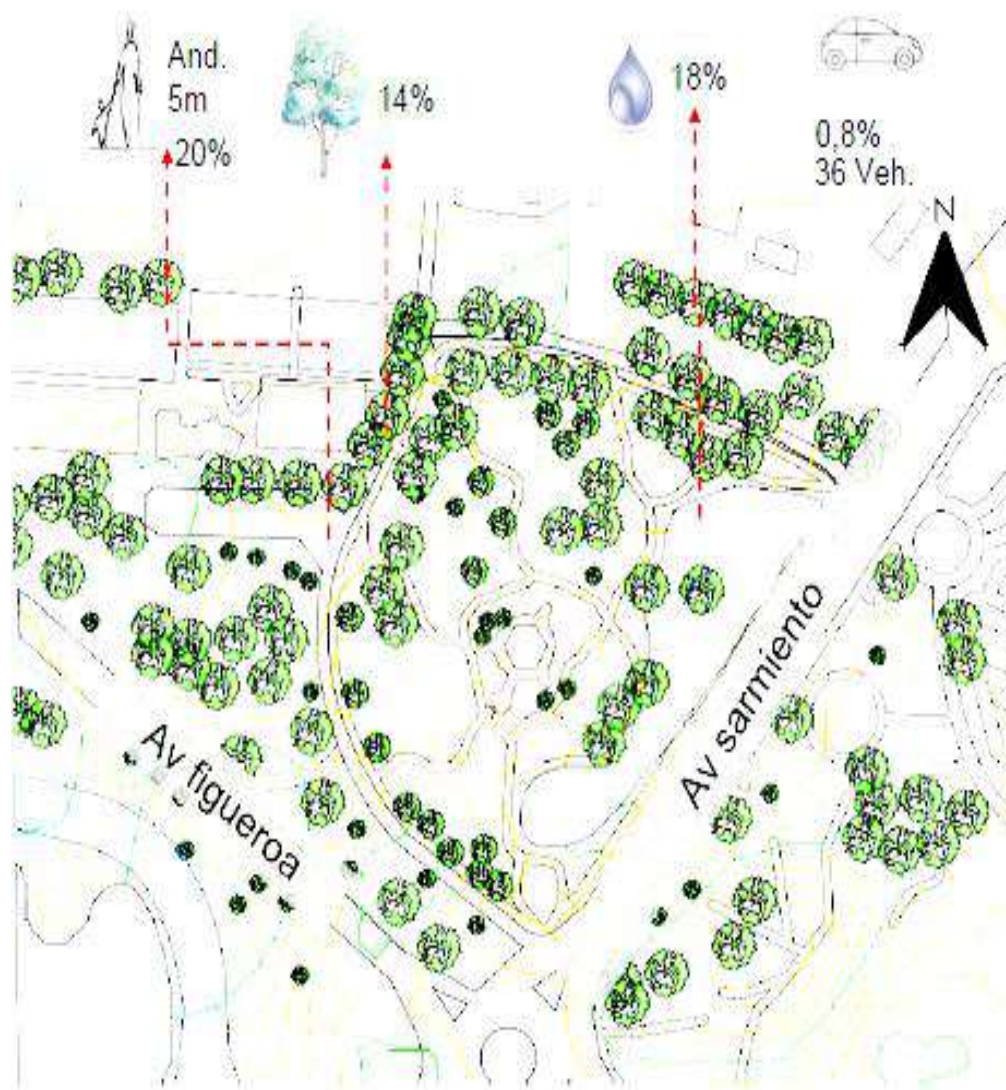 And.
5m
20%
14%
18%
0,8%
36 Veh.
N
Av sarmiento
Av figueroa